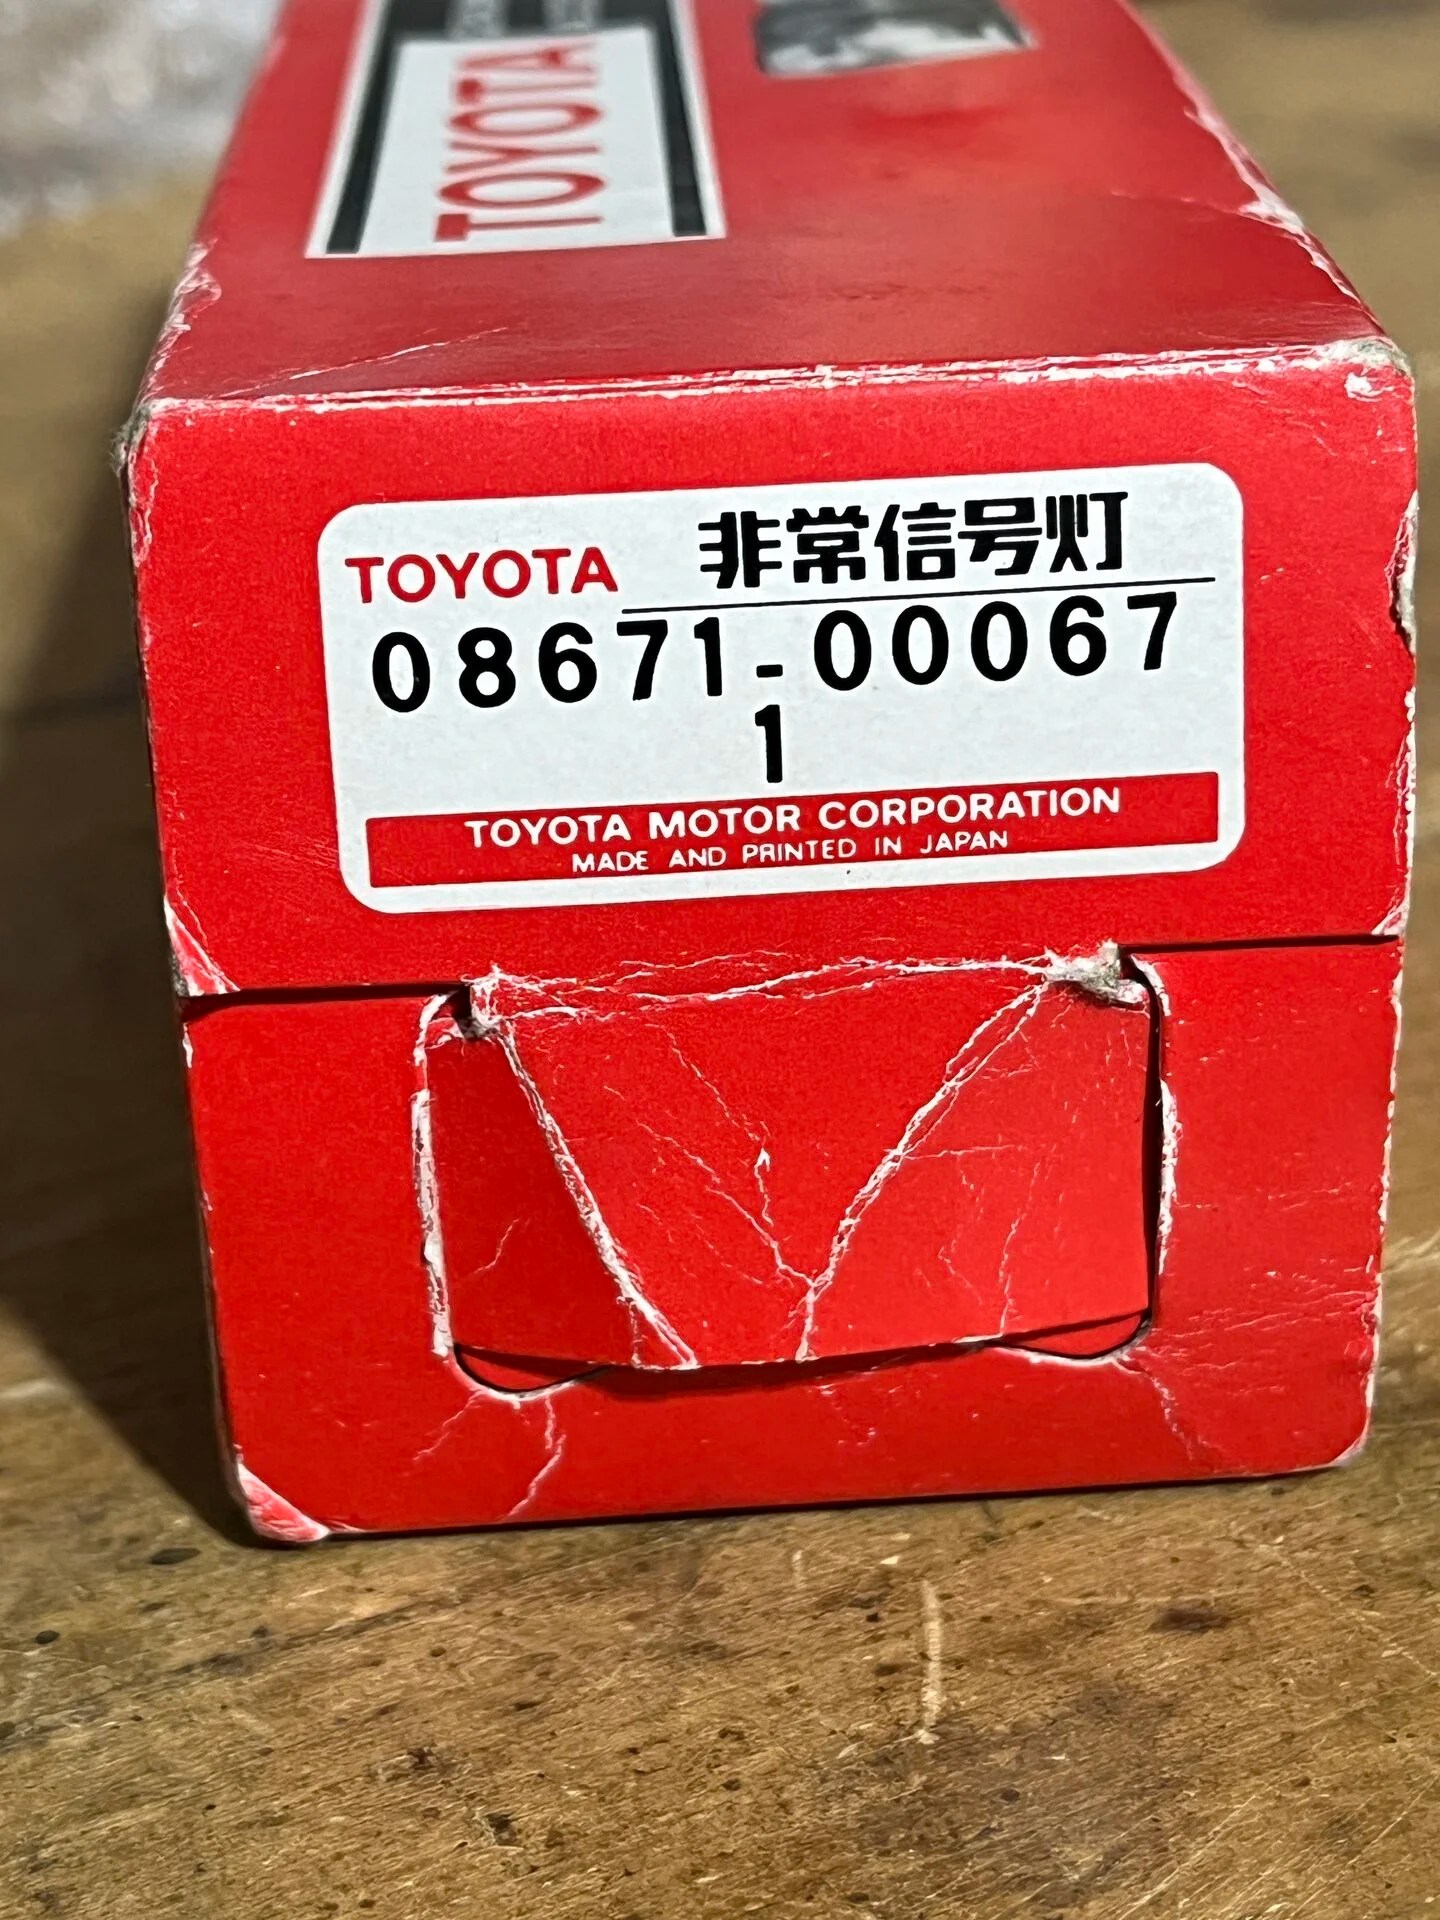 TOYOTA
TOYOTA 非常信号灯
08671-00067
1
TOYOTA MOTOR CORPORATION
MADE AND PRINTED IN JAPAN